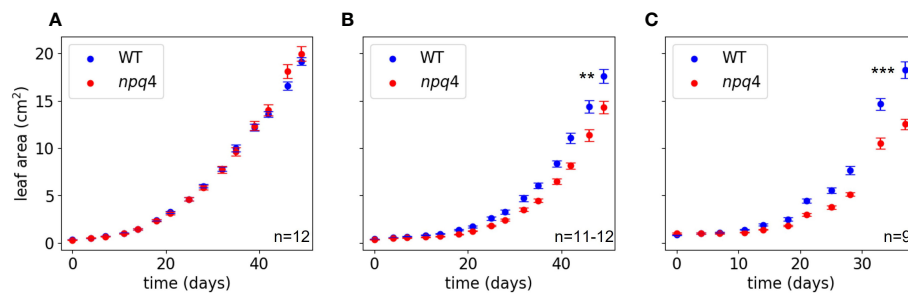 A
B
C
WT
npq4
WT
npq4
WT
npq4
**
***
leaf area (cm²)
20
15
10
5
0
n=12
n=11-12
n=9
0
20
40
0
20
40
0
10
20
30
time (days)
time (days)
time (days)